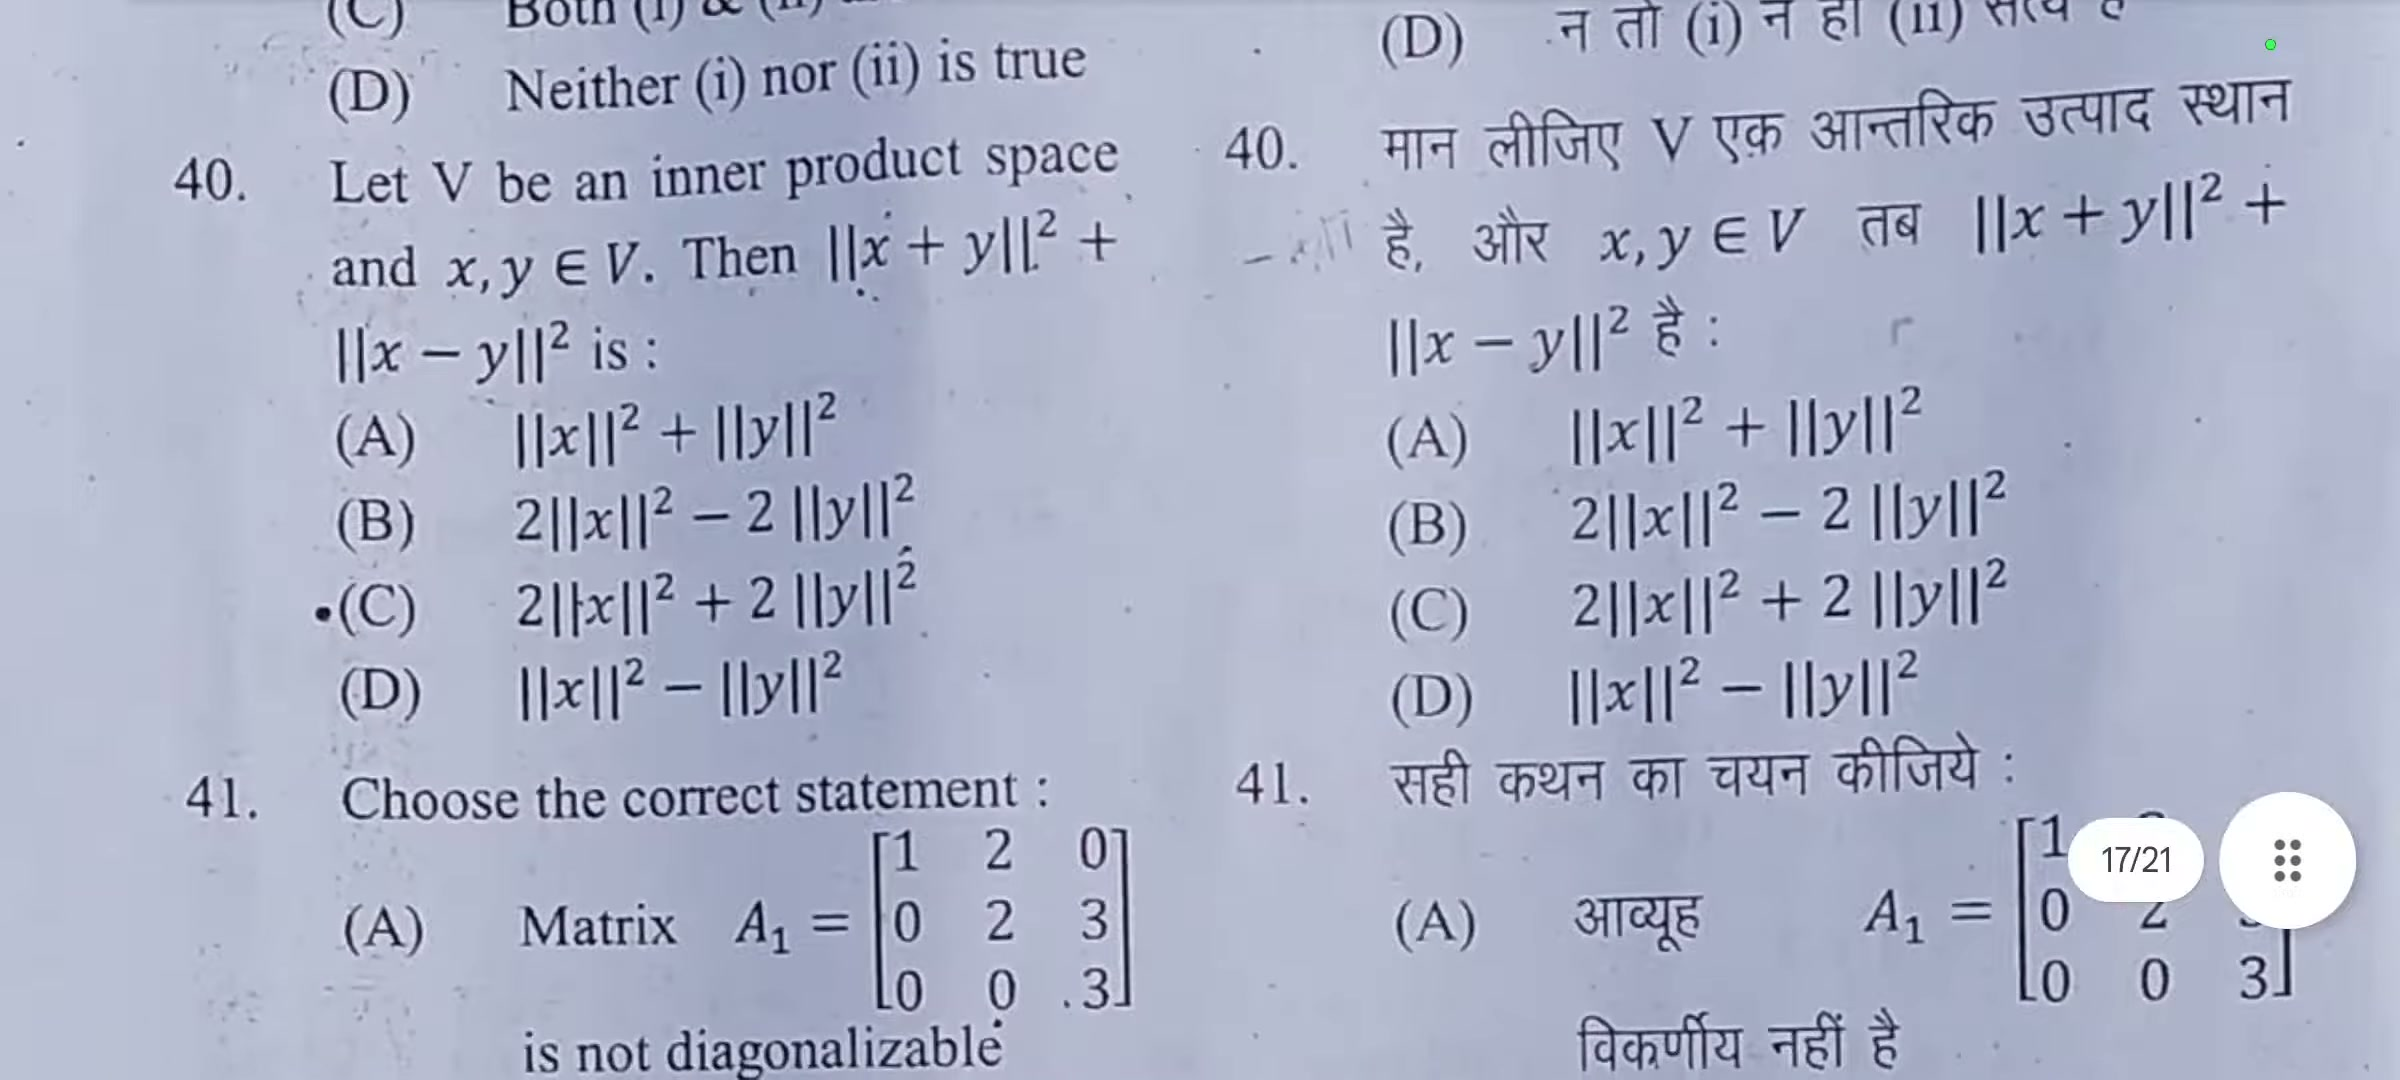 (C) Both (i) & (ii)
(D) Neither (i) nor (ii) is true
40. Let V be an inner product space
and x, y ∈ V. Then ||x + y||² +
||x − y||² is :
(A) ||x||² + ||y||²
(B) 2||x||² − 2 ||y||²
(C) 2||x||² + 2 ||y||²
(D) ||x||² − ||y||²
41. Choose the correct statement :
(A) Matrix A₁ = [1 2 0
0 2 3
0 0 3]
is not diagonalizable
(D) न तो (i) न ही (ii) सत्य है
40. मान लीजिए V एक आन्तरिक उत्पाद स्थान
है, और x, y ∈ V तब ||x + y||² +
||x − y||² है :
(A) ||x||² + ||y||²
(B) 2||x||² − 2 ||y||²
(C) 2||x||² + 2 ||y||²
(D) ||x||² − ||y||²
41. सही कथन का चयन कीजिये :
(A) आव्यूह A₁ = [1
0 2
0 0 3]
विकर्णीय नहीं है
17/21